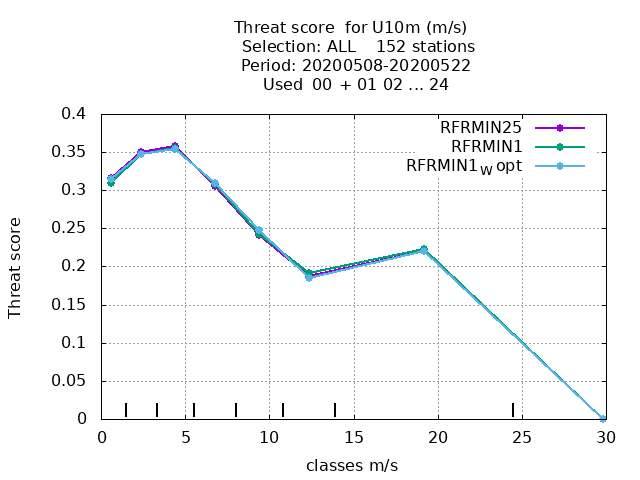 Threat score for U10m (m/s)
Selection: ALL 152 stations
Period: 20200508-20200522
Used 00 + 01 02 ... 24
RFRMIN25
RFRMIN1
RFRMIN1W opt
0.4
0.35
0.3
0.25
0.2
0.15
0.1
0.05
0
Threat score
0 5 10 15 20 25 30
classes m/s